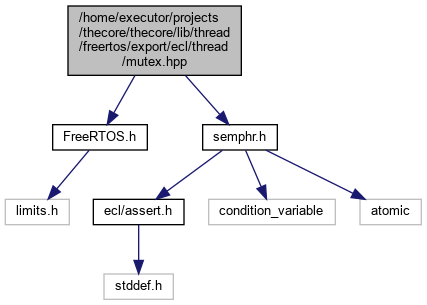 /home/executor/projects
/thecore/thecore/lib/thread
/freertos/export/ecl/thread
/mutex.hpp
FreeRTOS.h
semphr.h
limits.h
ecl/assert.h
condition_variable
atomic
stddef.h